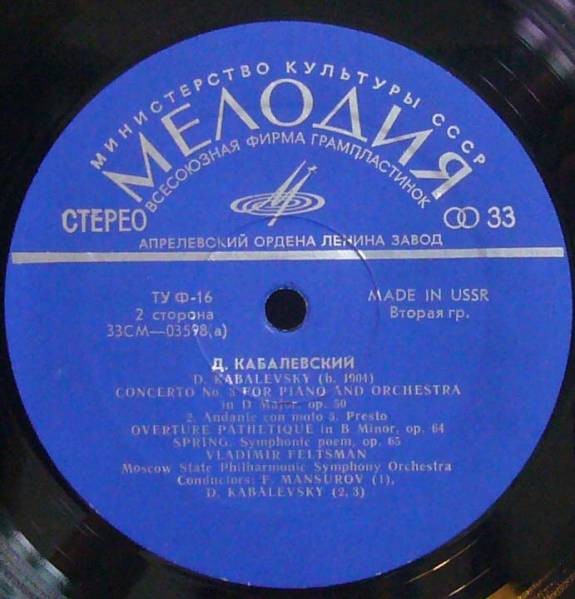 МИНИСТЕРСТВО КУЛЬТУРЫ СССР
МЕЛОДИЯ
ВСЕСОЮЗНАЯ ФИРМА ГРАМПЛАСТИНОК
СТЕРЕО
33
АПРЕЛЕВСКИЙ ОРДЕНА ЛЕНИНА ЗАВОД
ТУ Ф-16
2 сторона
33СМ—03598(а)
MADE IN USSR
Вторая гр.
Д. КАБАЛЕВСКИЙ
D. KABALEVSKY (b. 1904)
CONCERTO No. 3 FOR PIANO AND ORCHESTRA
in D Major, op. 50
2. Andante con moto 3. Presto
OVERTURE PATHETIQUE in B Minor, op. 64
SPRING. Symphonic poem, op. 65
VLADIMIR FELTSMAN
Moscow State Philharmonic Symphony Orchestra
Conductors: F. MANSUROV (1),
D. KABALEVSKY (2, 3)